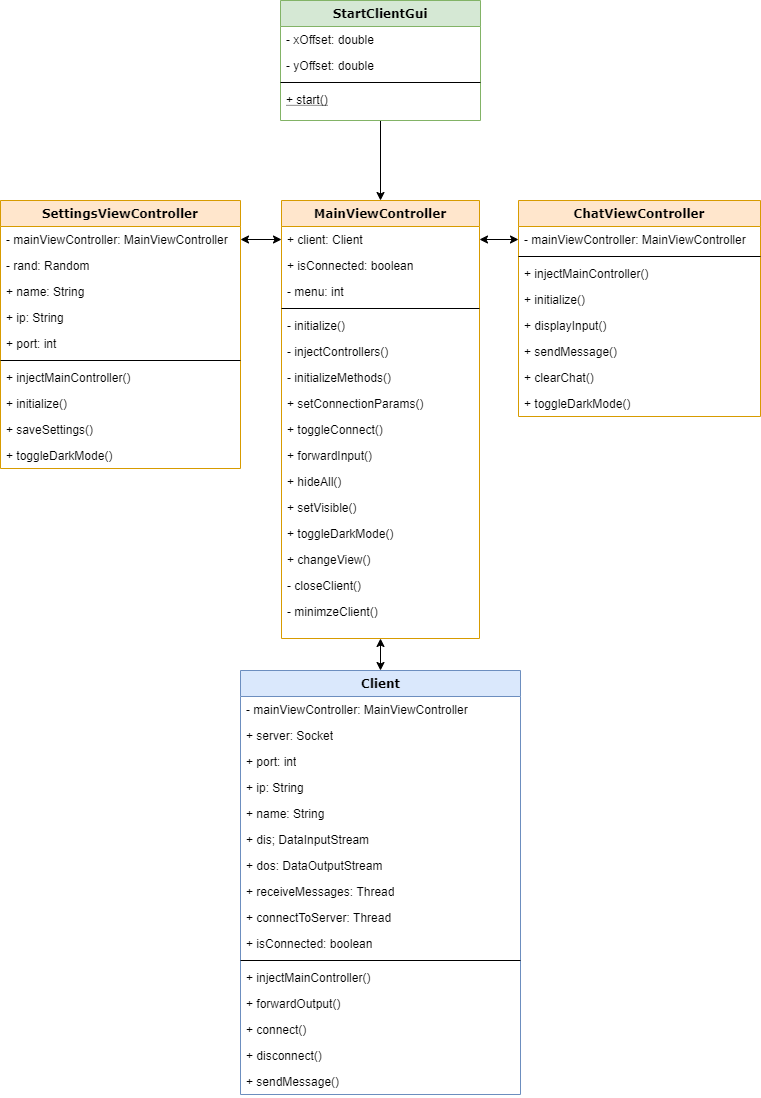 StartClientGui
- xOffset: double
- yOffset: double
+ start()
SettingsViewController
- mainViewController: MainViewController
- rand: Random
+ name: String
+ ip: String
+ port: int
+ injectMainController()
+ initialize()
+ saveSettings()
+ toggleDarkMode()
MainViewController
+ client: Client
+ isConnected: boolean
- menu: int
- initialize()
- injectControllers()
- initializeMethods()
+ setConnectionParams()
+ toggleConnect()
+ forwardInput()
+ hideAll()
+ setVisible()
+ toggleDarkMode()
+ changeView()
- closeClient()
- minimzeClient()
ChatViewController
- mainViewController: MainViewController
+ injectMainController()
+ initialize()
+ displayInput()
+ sendMessage()
+ clearChat()
+ toggleDarkMode()
Client
- mainViewController: MainViewController
+ server: Socket
+ port: int
+ ip: String
+ name: String
+ dis; DataInputStream
+ dos: DataOutputStream
+ receiveMessages: Thread
+ connectToServer: Thread
+ isConnected: boolean
+ injectMainController()
+ forwardOutput()
+ connect()
+ disconnect()
+ sendMessage()